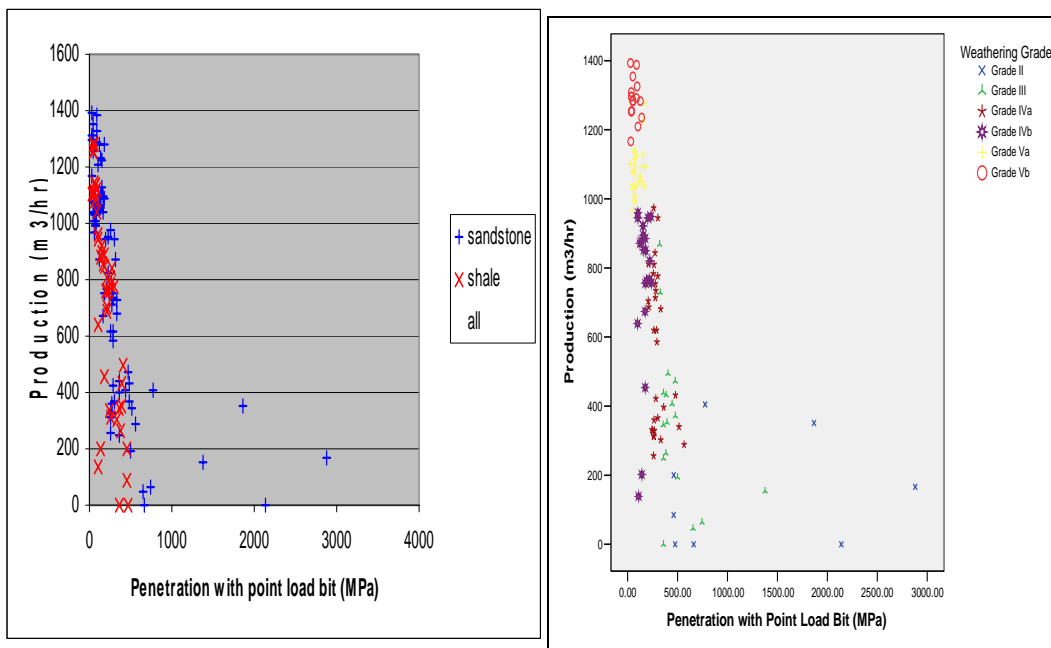 1600
1400
1200
1000
800
600
400
200
0
Production (m3/hr)
0 1000 2000 3000 4000
Penetration with point load bit (MPa)
sandstone
shale
all
1400
1200
1000
800
600
400
200
0
Production (m3/hr)
0.00 500.00 1000.00 1500.00 2000.00 2500.00 3000.00
Penetration with Point Load Bit (MPa)
Weathering Grade
Grade II
Grade III
Grade IVa
Grade IVb
Grade Va
Grade Vb